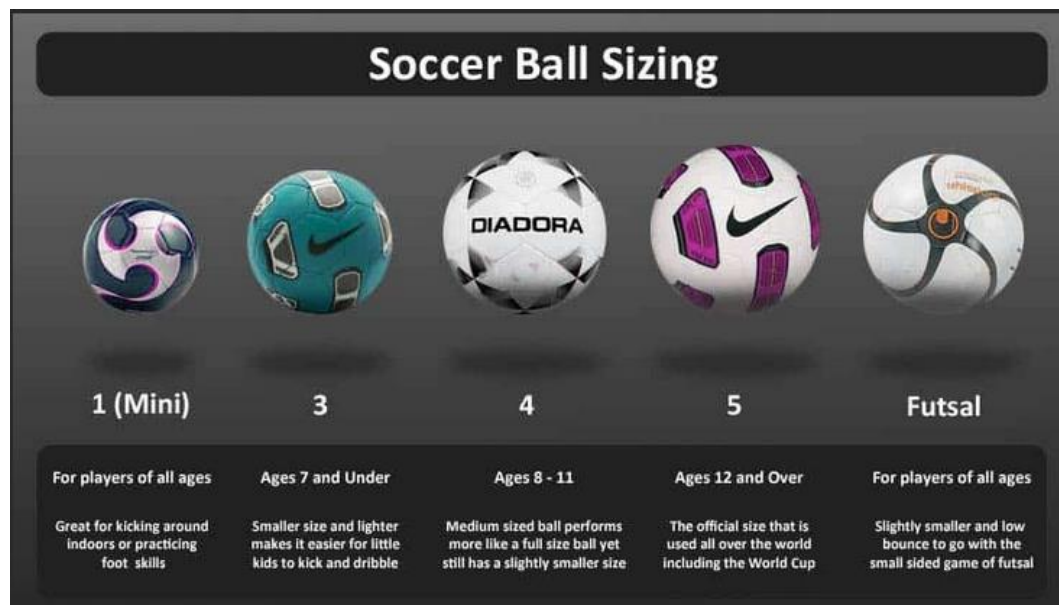 Soccer Ball Sizing
DIADORA
1 (Mini)
3
4
5
Futsal
For players of all ages
Great for kicking around
indoors or practicing
foot skills
Ages 7 and Under
Smaller size and lighter
makes it easier for little
kids to kick and dribble
Ages 8 - 11
Medium sized ball performs
more like a full size ball yet
still has a slightly smaller size
Ages 12 and Over
The official size that is
used all over the world
including the World Cup
For players of all ages
Slightly smaller and low
bounce to go with the
small sided game of futsal